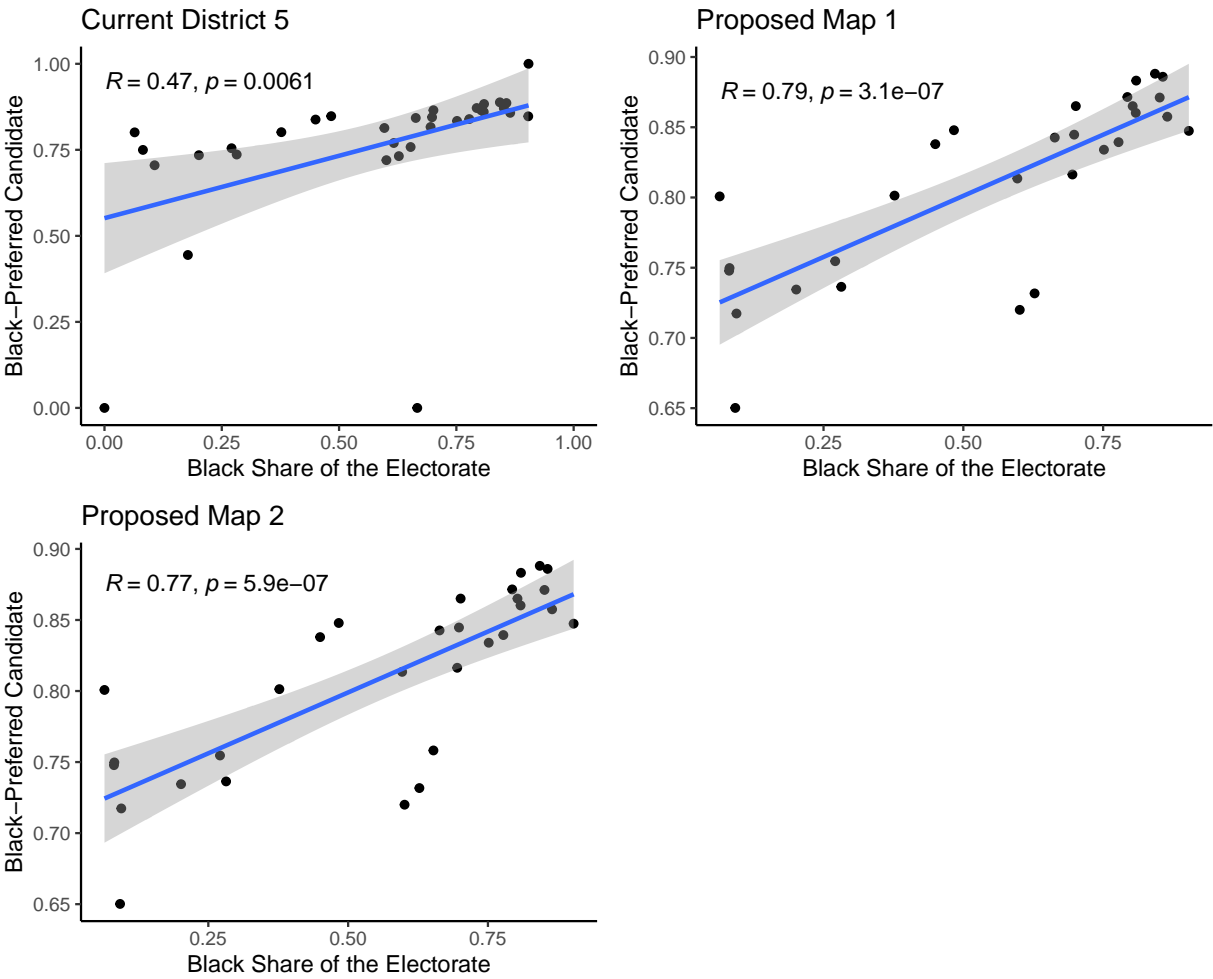 Current District 5
R = 0.47, p = 0.0061
1.00
0.75
0.50
0.25
0.00
Black−Preferred Candidate
0.00 0.25 0.50 0.75 1.00
Black Share of the Electorate
Proposed Map 1
R = 0.79, p = 3.1e−07
0.90
0.85
0.80
0.75
0.70
0.65
Black−Preferred Candidate
0.25 0.50 0.75
Black Share of the Electorate
Proposed Map 2
R = 0.77, p = 5.9e−07
0.90
0.85
0.80
0.75
0.70
0.65
Black−Preferred Candidate
0.25 0.50 0.75
Black Share of the Electorate